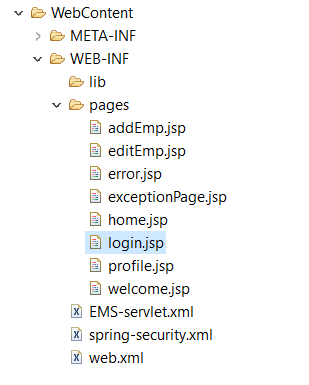 WebContent
META-INF
WEB-INF
lib
pages
addEmp.jsp
editEmp.jsp
error.jsp
exceptionPage.jsp
home.jsp
login.jsp
profile.jsp
welcome.jsp
EMS-servlet.xml
spring-security.xml
web.xml